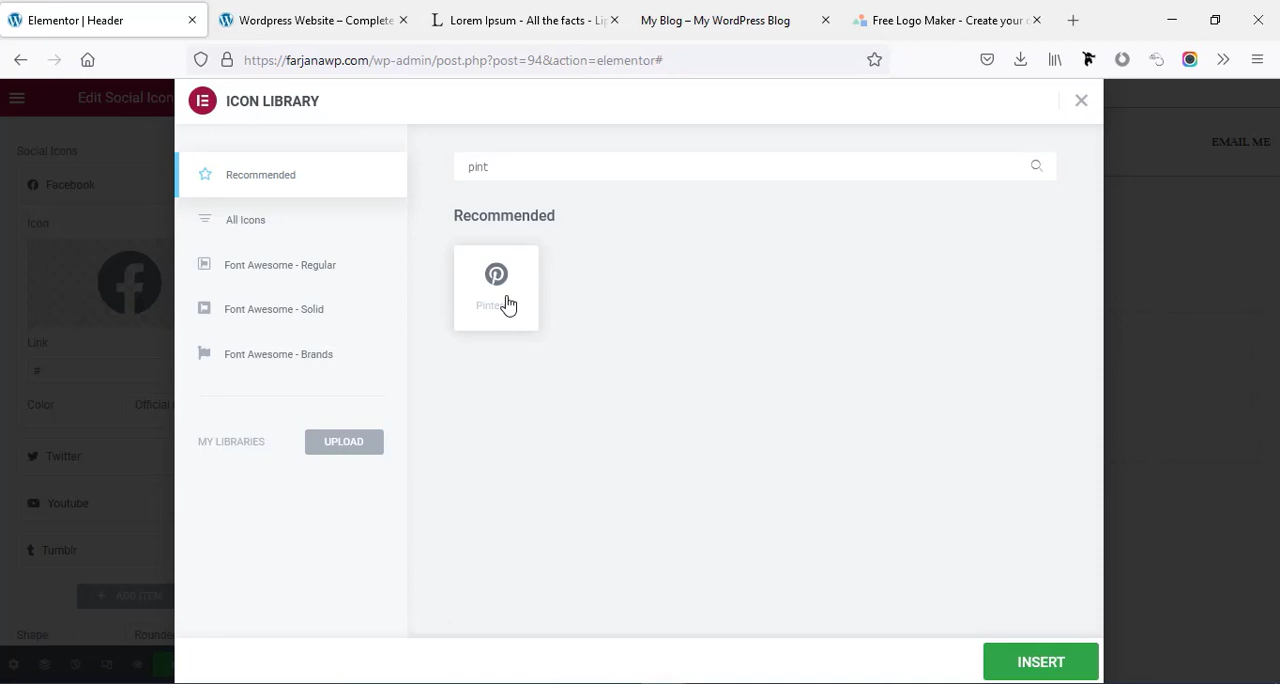 Elementor | Header
Wordpress Website – Complete
Lorem Ipsum - All the facts - Lip
My Blog – My WordPress Blog
Free Logo Maker - Create your
https://farjanawp.com/wp-admin/post.php?post=94&action=elementor#
Edit Social Icon
ICON LIBRARY
EMAIL ME
Social Icons
Facebook
Icon
Link
#
Color
Official
Twitter
Youtube
Tumblr
ADD ITEM
Shape
Rounde
Recommended
All Icons
Font Awesome - Regular
Font Awesome - Solid
Font Awesome - Brands
MY LIBRARIES
UPLOAD
pint
Recommended
INSERT